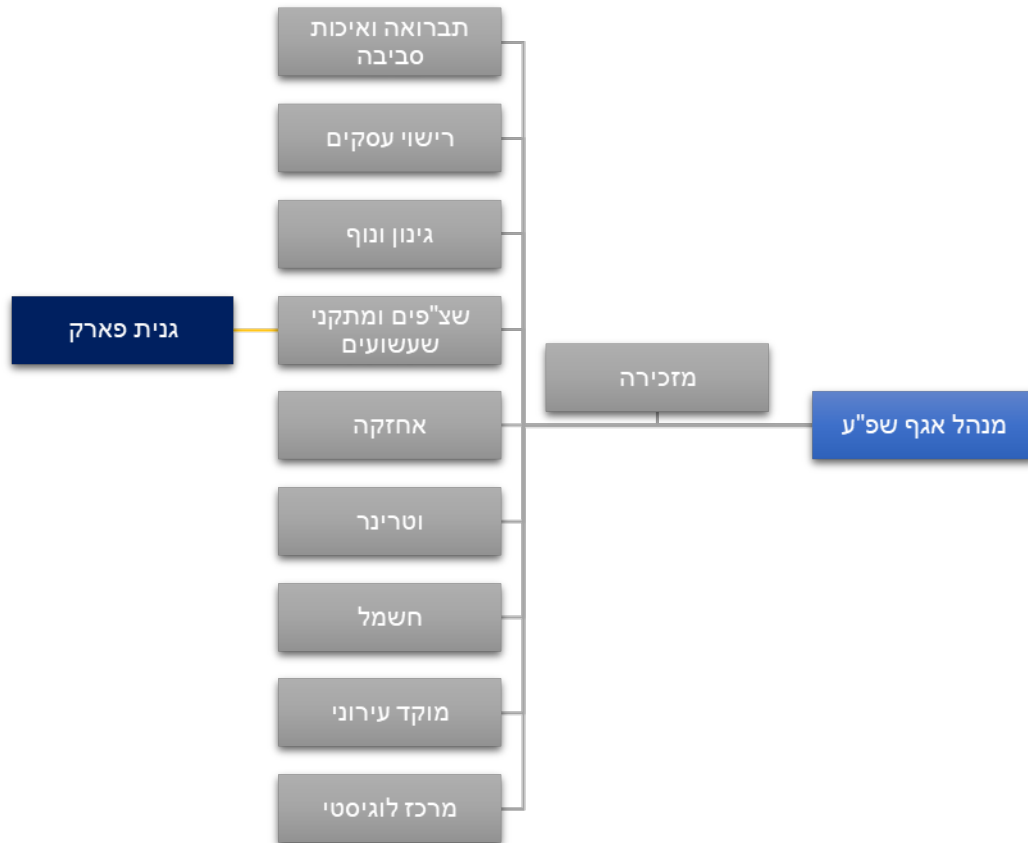 מנהל אגף שפ"ע
מזכירה
תברואה ואיכות
סביבה
רישוי עסקים
גינון ונוף
שצ"פים ומתקני
שעשועים
גנית פארק
אחזקה
וטרינר
חשמל
מוקד עירוני
מרכז לוגיסטי